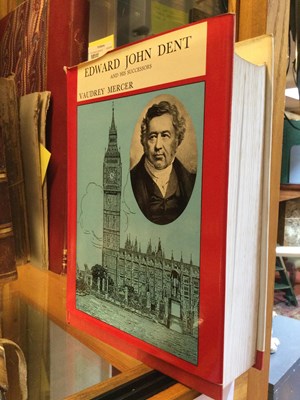 EDWARD JOHN DENT
AND HIS SUCCESSORS
VAUDREY MERCER